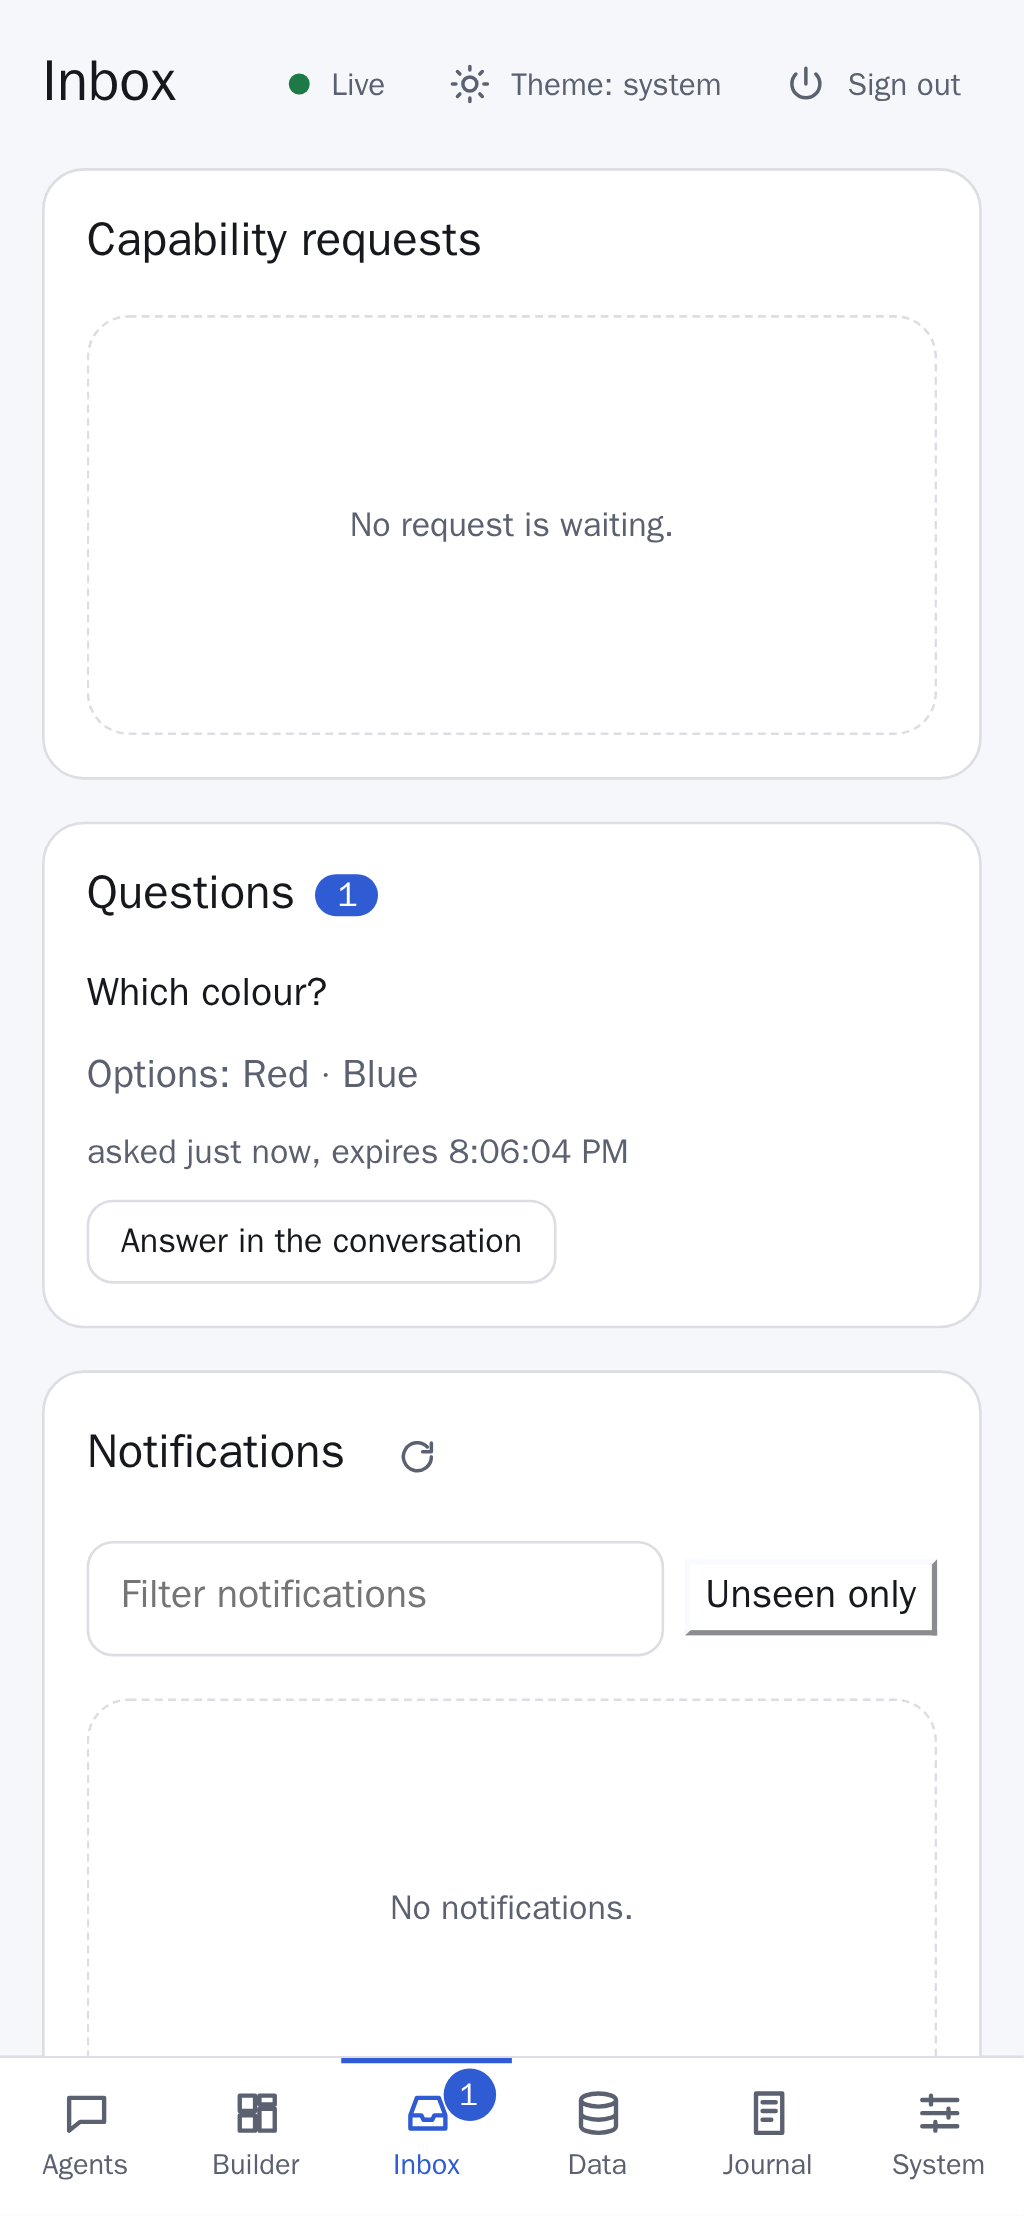 Inbox
Live
Theme: system
Sign out
Capability requests
No request is waiting.
Questions 1
Which colour?
Options: Red · Blue
asked just now, expires 8:06:04 PM
Answer in the conversation
Notifications
Filter notifications
Unseen only
No notifications.
1
Agents
Builder
Inbox
Data
Journal
System